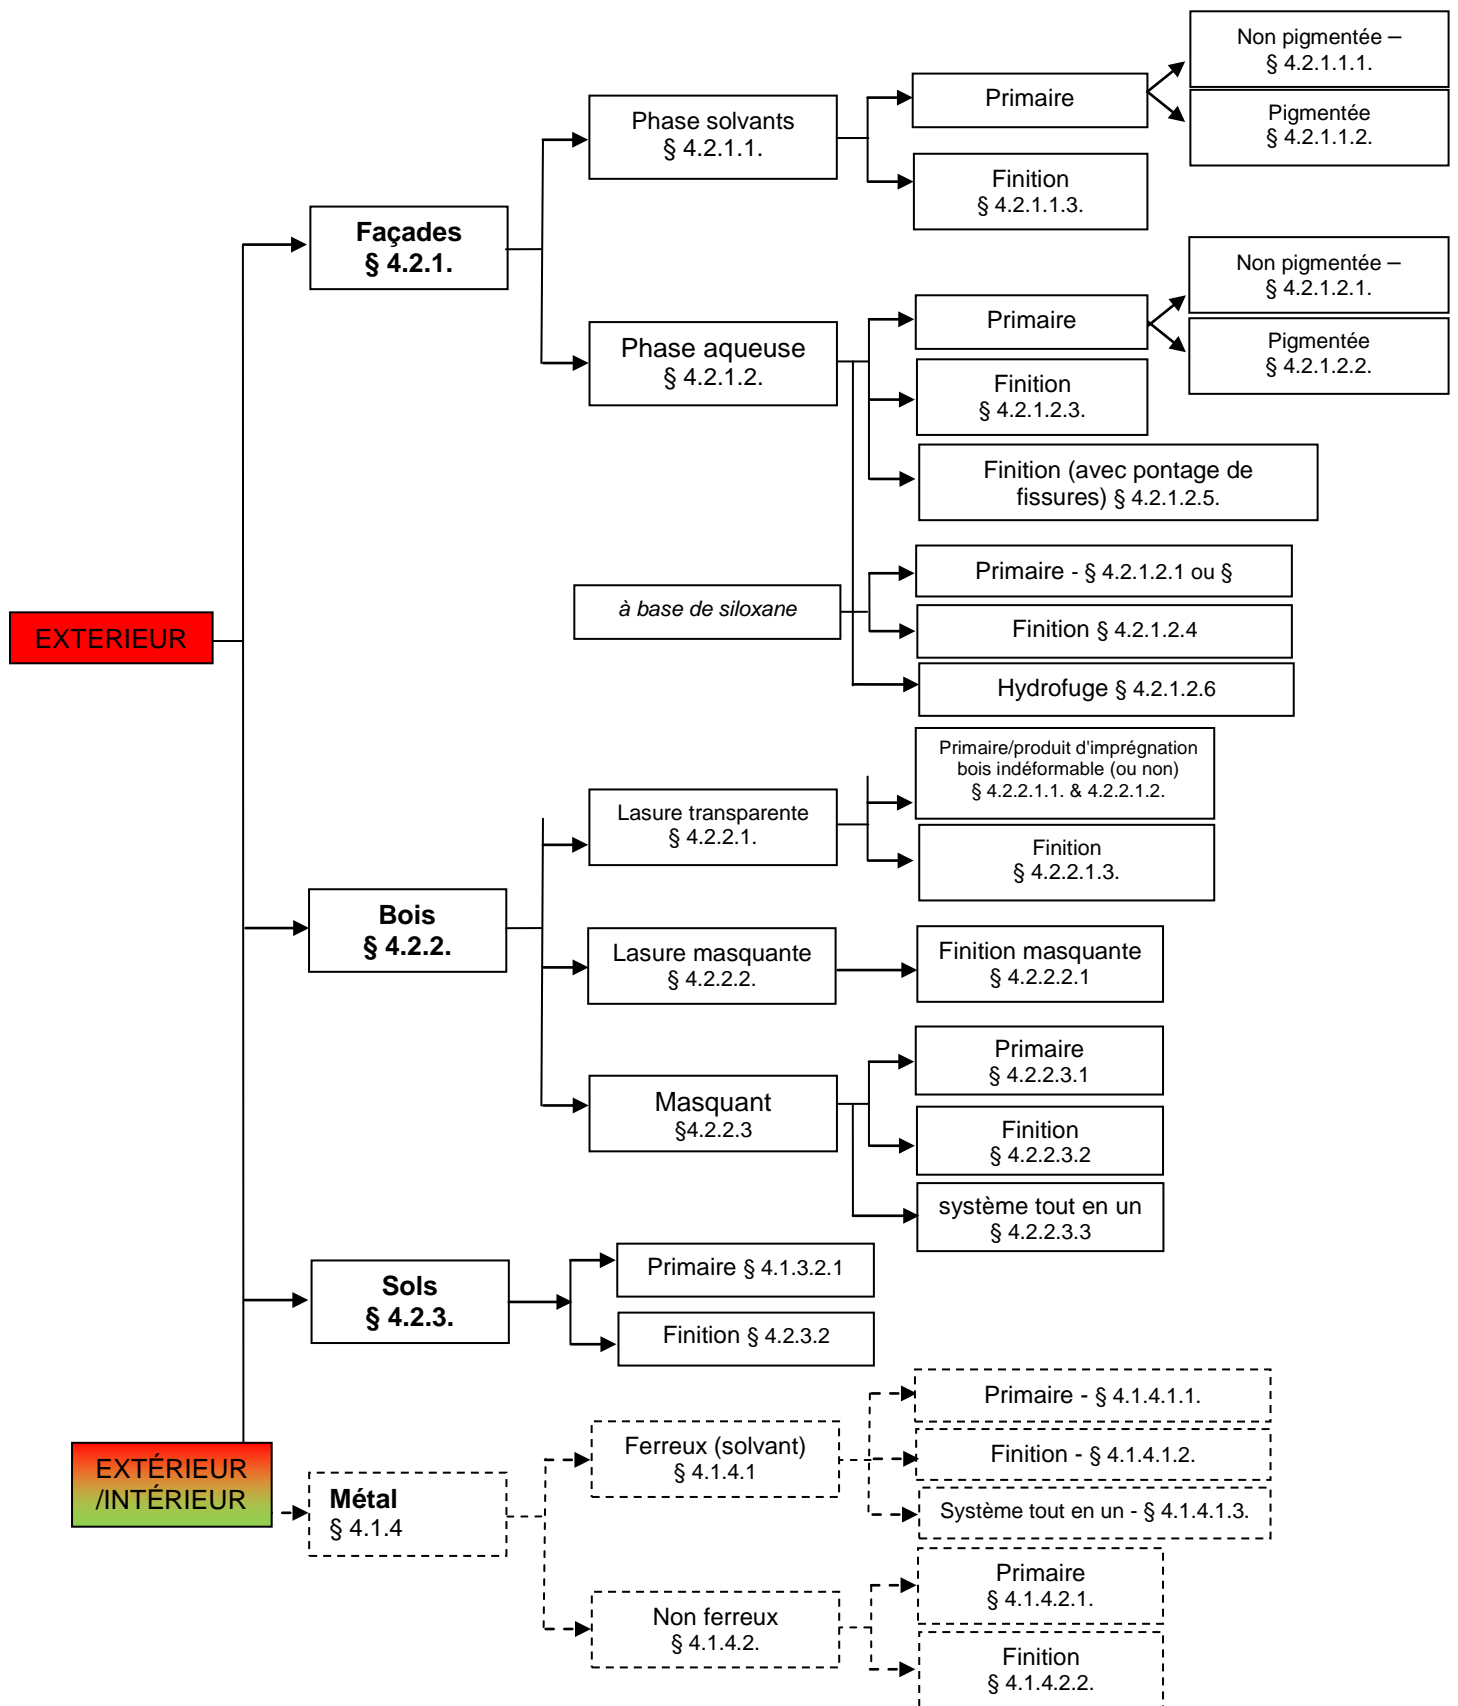 Non pigmentée –
§ 4.2.1.1.1.
Phase solvants
§ 4.2.1.1.
Primaire
Pigmentée
§ 4.2.1.1.2.
Finition
§ 4.2.1.1.3.
Façades
§ 4.2.1.
Non pigmentée –
§ 4.2.1.2.1.
Phase aqueuse
§ 4.2.1.2.
Primaire
Pigmentée
§ 4.2.1.2.2.
Finition
§ 4.2.1.2.3.
Finition (avec pontage de
fissures) § 4.2.1.2.5.
à base de siloxane
Primaire - § 4.2.1.2.1 ou §
Finition § 4.2.1.2.4
EXTERIEUR
Hydrofuge § 4.2.1.2.6
Primaire/produit d'imprégnation
bois indéformable (ou non)
§ 4.2.2.1.1. & 4.2.2.1.2.
Lasure transparente
§ 4.2.2.1.
Finition
§ 4.2.2.1.3.
Bois
§ 4.2.2.
Lasure masquante
§ 4.2.2.2.
Finition masquante
§ 4.2.2.2.1
Masquant
§4.2.2.3
Primaire
§ 4.2.2.3.1
Finition
§ 4.2.2.3.2
système tout en un
§ 4.2.2.3.3
Sols
§ 4.2.3.
Primaire § 4.1.3.2.1
Finition § 4.2.3.2
EXTÉRIEUR
/INTÉRIEUR
Métal
§ 4.1.4
Ferreux (solvant)
§ 4.1.4.1
Primaire - § 4.1.4.1.1.
Finition - § 4.1.4.1.2.
Système tout en un - § 4.1.4.1.3.
Non ferreux
§ 4.1.4.2.
Primaire
§ 4.1.4.2.1.
Finition
§ 4.1.4.2.2.